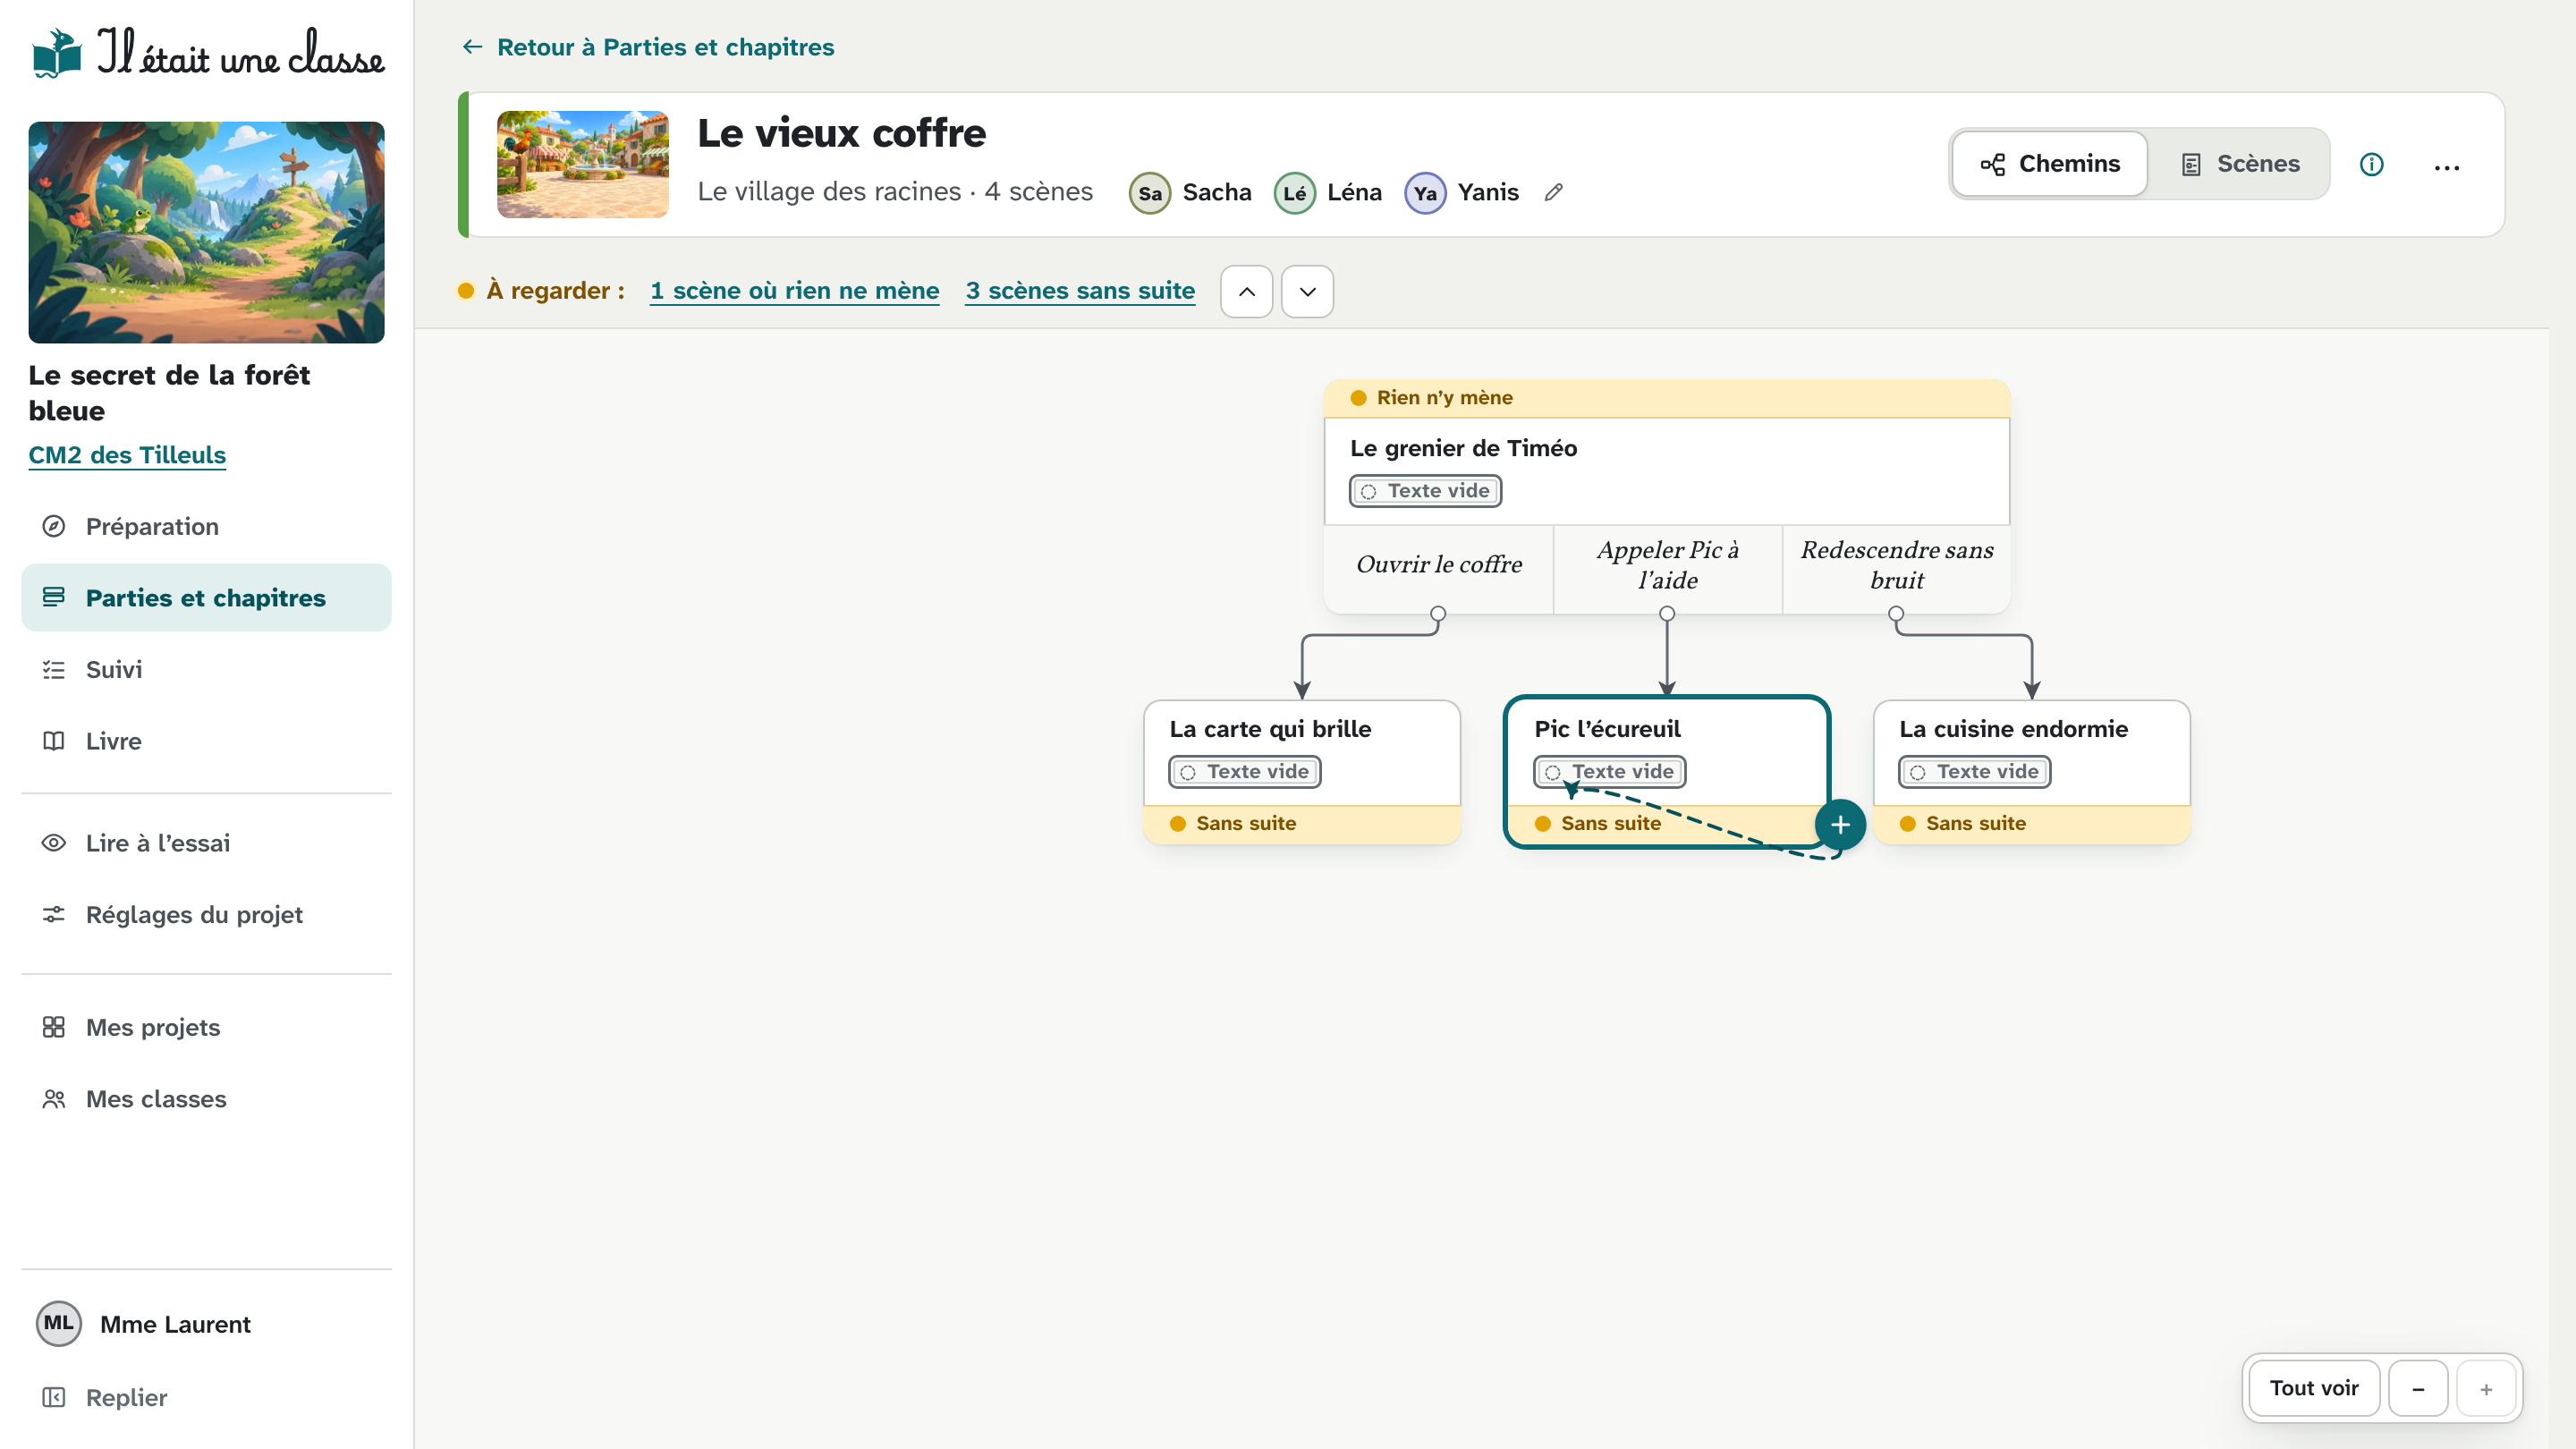 Il était une classe
Le secret de la forêt
bleue
CM2 des Tilleuls
Préparation
Parties et chapitres
Suivi
Livre
Lire à l’essai
Réglages du projet
Mes projets
Mes classes
ML Mme Laurent
Replier
← Retour à Parties et chapitres
Le vieux coffre
Le village des racines · 4 scènes Sa Sacha Lé Léna Ya Yanis
Chemins Scènes
À regarder : 1 scène où rien ne mène 3 scènes sans suite
Rien n’y mène
Le grenier de Timéo
Texte vide
Ouvrir le coffre
Appeler Pic à
l’aide
Redescendre sans
bruit
La carte qui brille
Texte vide
Sans suite
Pic l’écureuil
Texte vide
Sans suite
La cuisine endormie
Texte vide
Sans suite
Tout voir − +